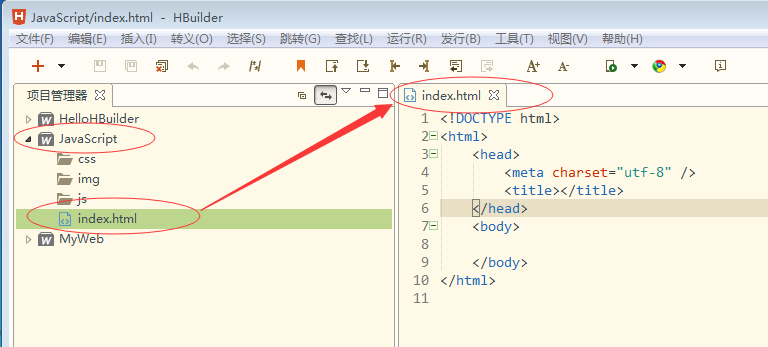 JavaScript/index.html - HBuilder
文件(F) 编辑(E) 插入(I) 转义(O) 选择(S) 跳转(G) 查找(L) 运行(R) 发行(B) 工具(T) 视图(V) 帮助(H)
/*/ A+ A-
项目管理器
HelloHBuilder
JavaScript
css
img
js
index.html
MyWeb
index.html
1 <!DOCTYPE html>
2 <html>
3 <head>
4 <meta charset="utf-8" />
5 <title></title>
6 </head>
7 <body>
8
9 </body>
10 </html>
11